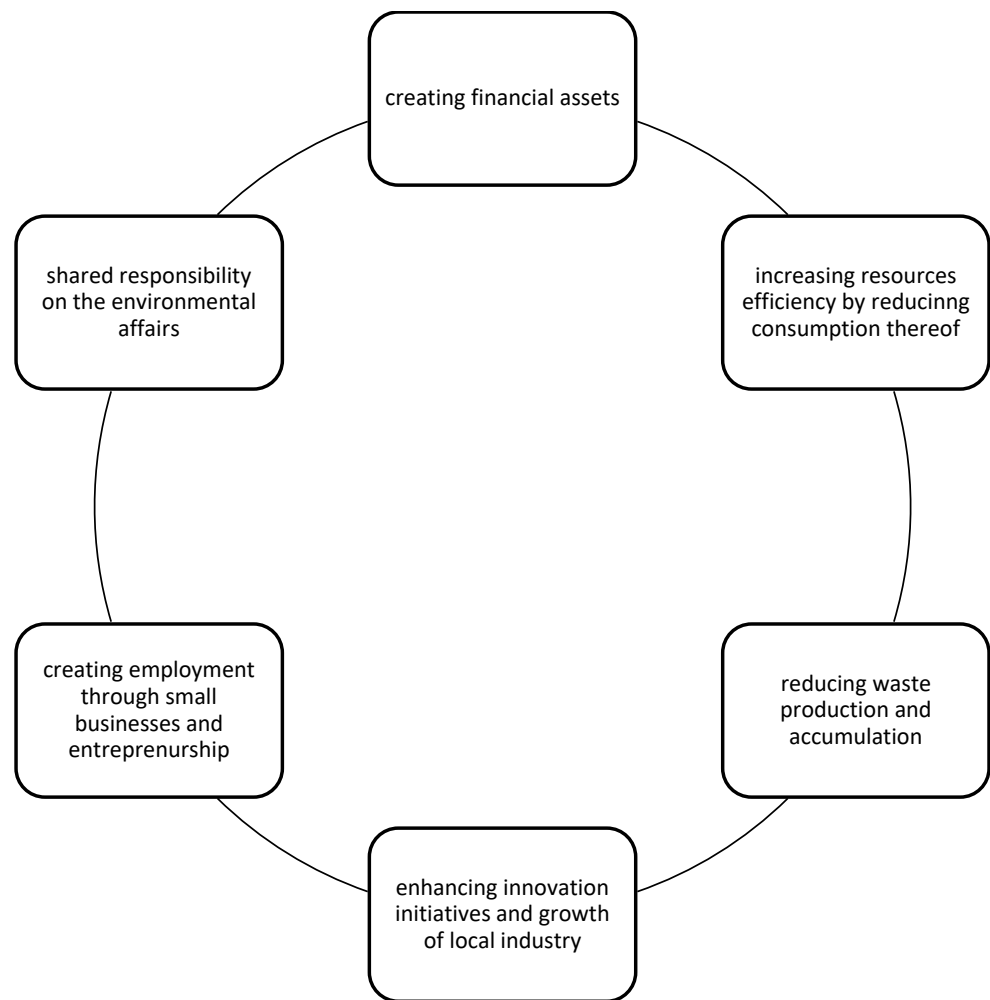 creating financial assets
increasing resources
efficiency by reducinng
consumption thereof
reducing waste
production and
accumulation
enhancing innovation
initiatives and growth
of local industry
creating employment
through small
businesses and
entreprenurship
shared responsibility
on the environmental
affairs